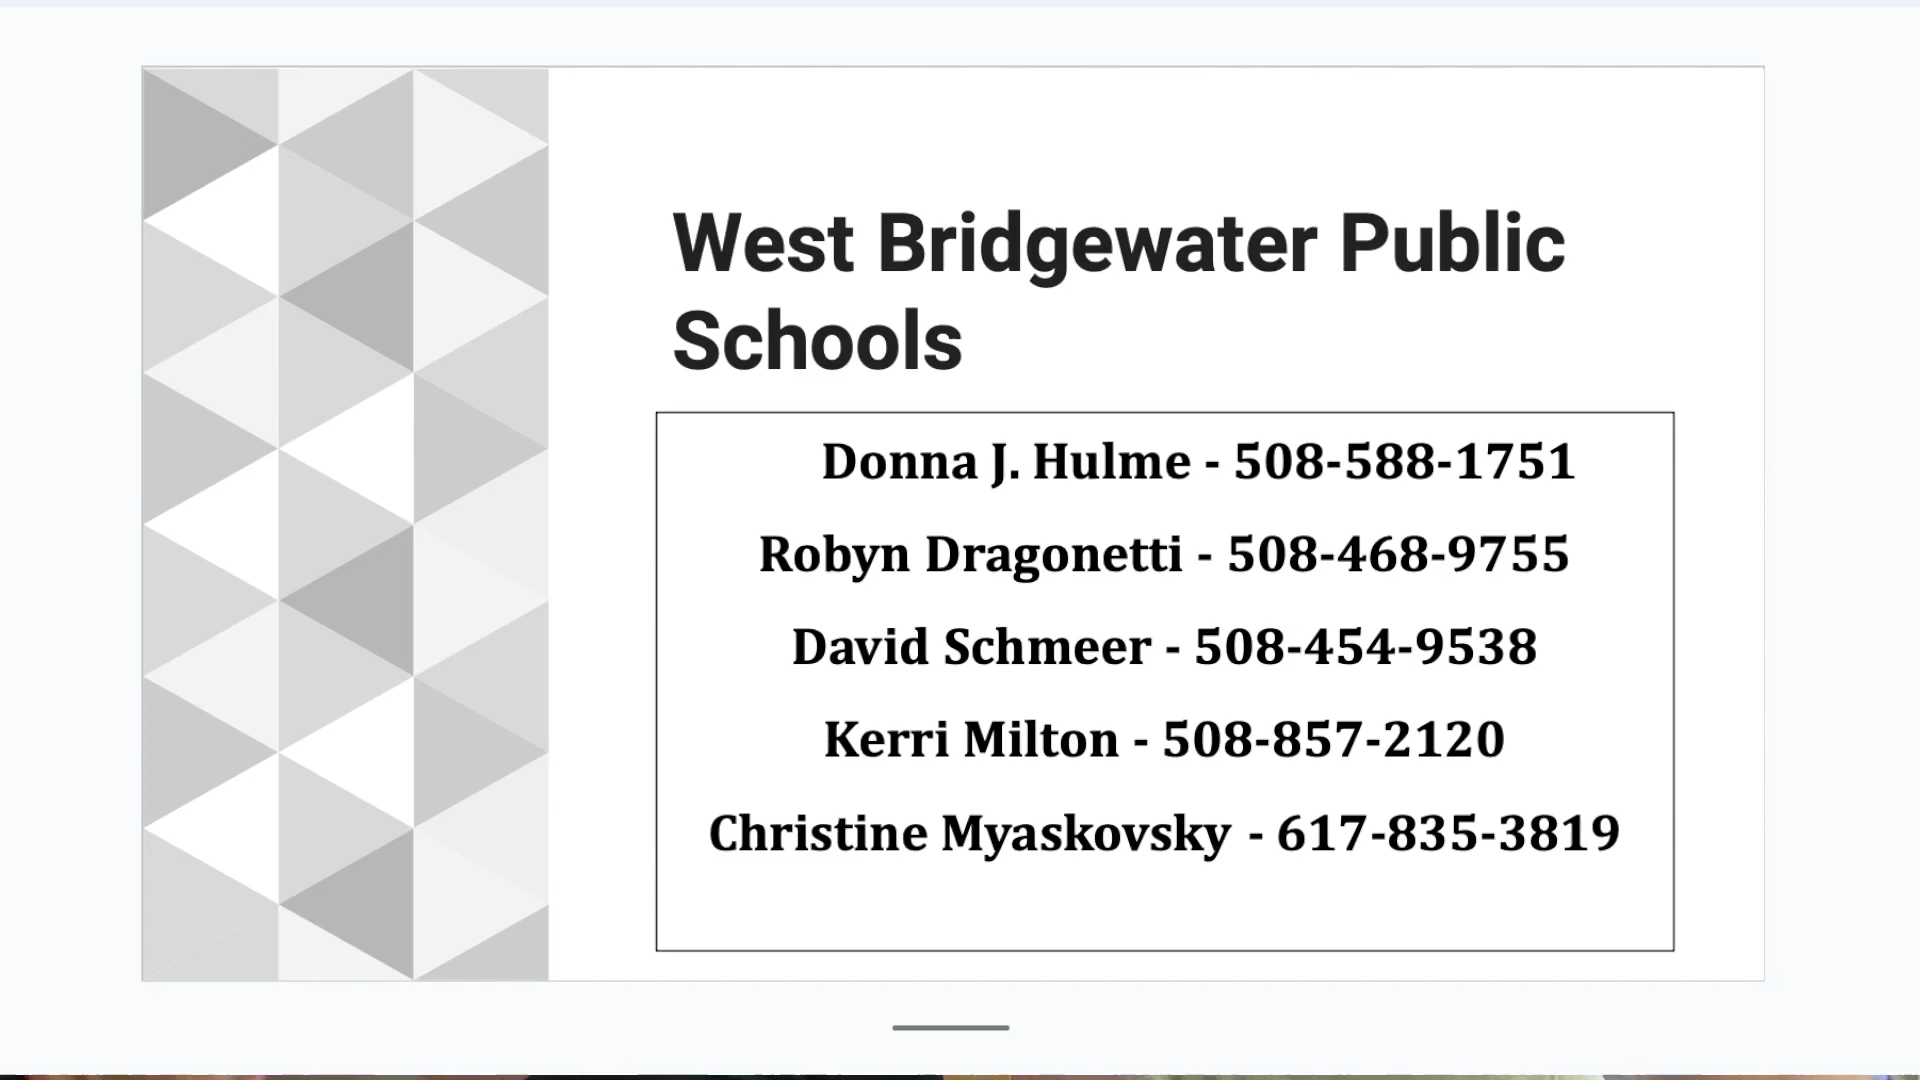 West Bridgewater Public
Schools
Donna J. Hulme - 508-588-1751
Robyn Dragonetti - 508-468-9755
David Schmeer - 508-454-9538
Kerri Milton - 508-857-2120
Christine Myaskovsky - 617-835-3819